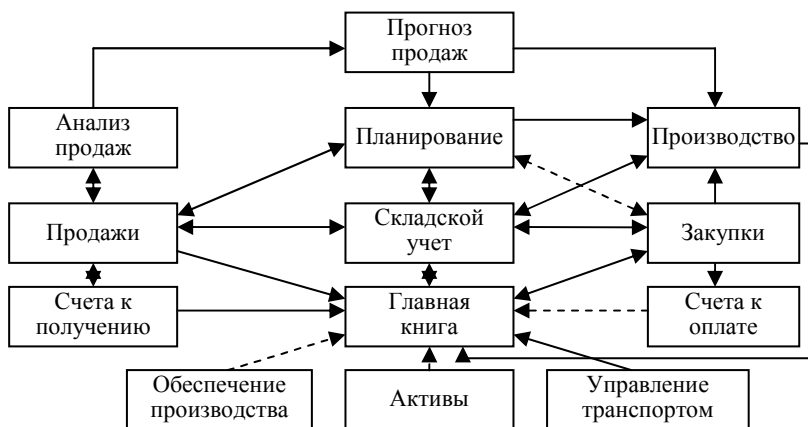 Прогноз
продаж
Анализ
продаж
Планирование
Производство
Продажи
Складской
учет
Закупки
Счета к
получению
Главная
книга
Счета к
оплате
Обеспечение
производства
Активы
Управление
транспортом